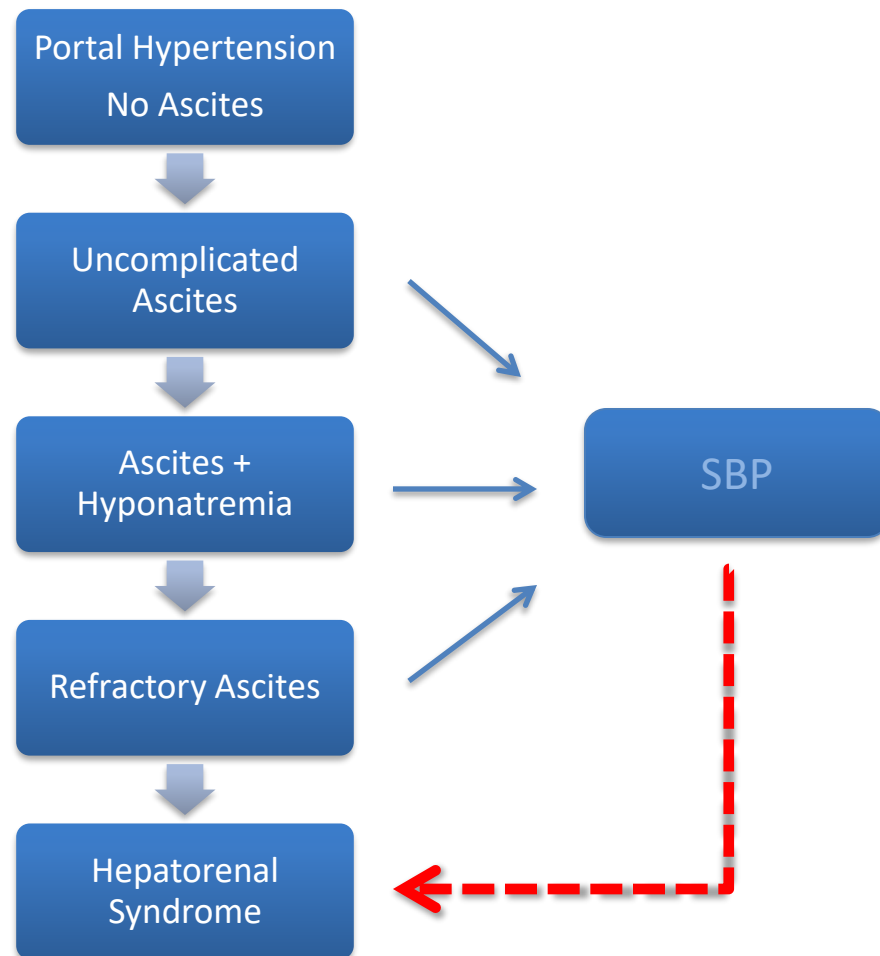 Portal Hypertension
No Ascites
Uncomplicated
Ascites
Ascites +
Hyponatremia
SBP
Refractory Ascites
Hepatorenal
Syndrome